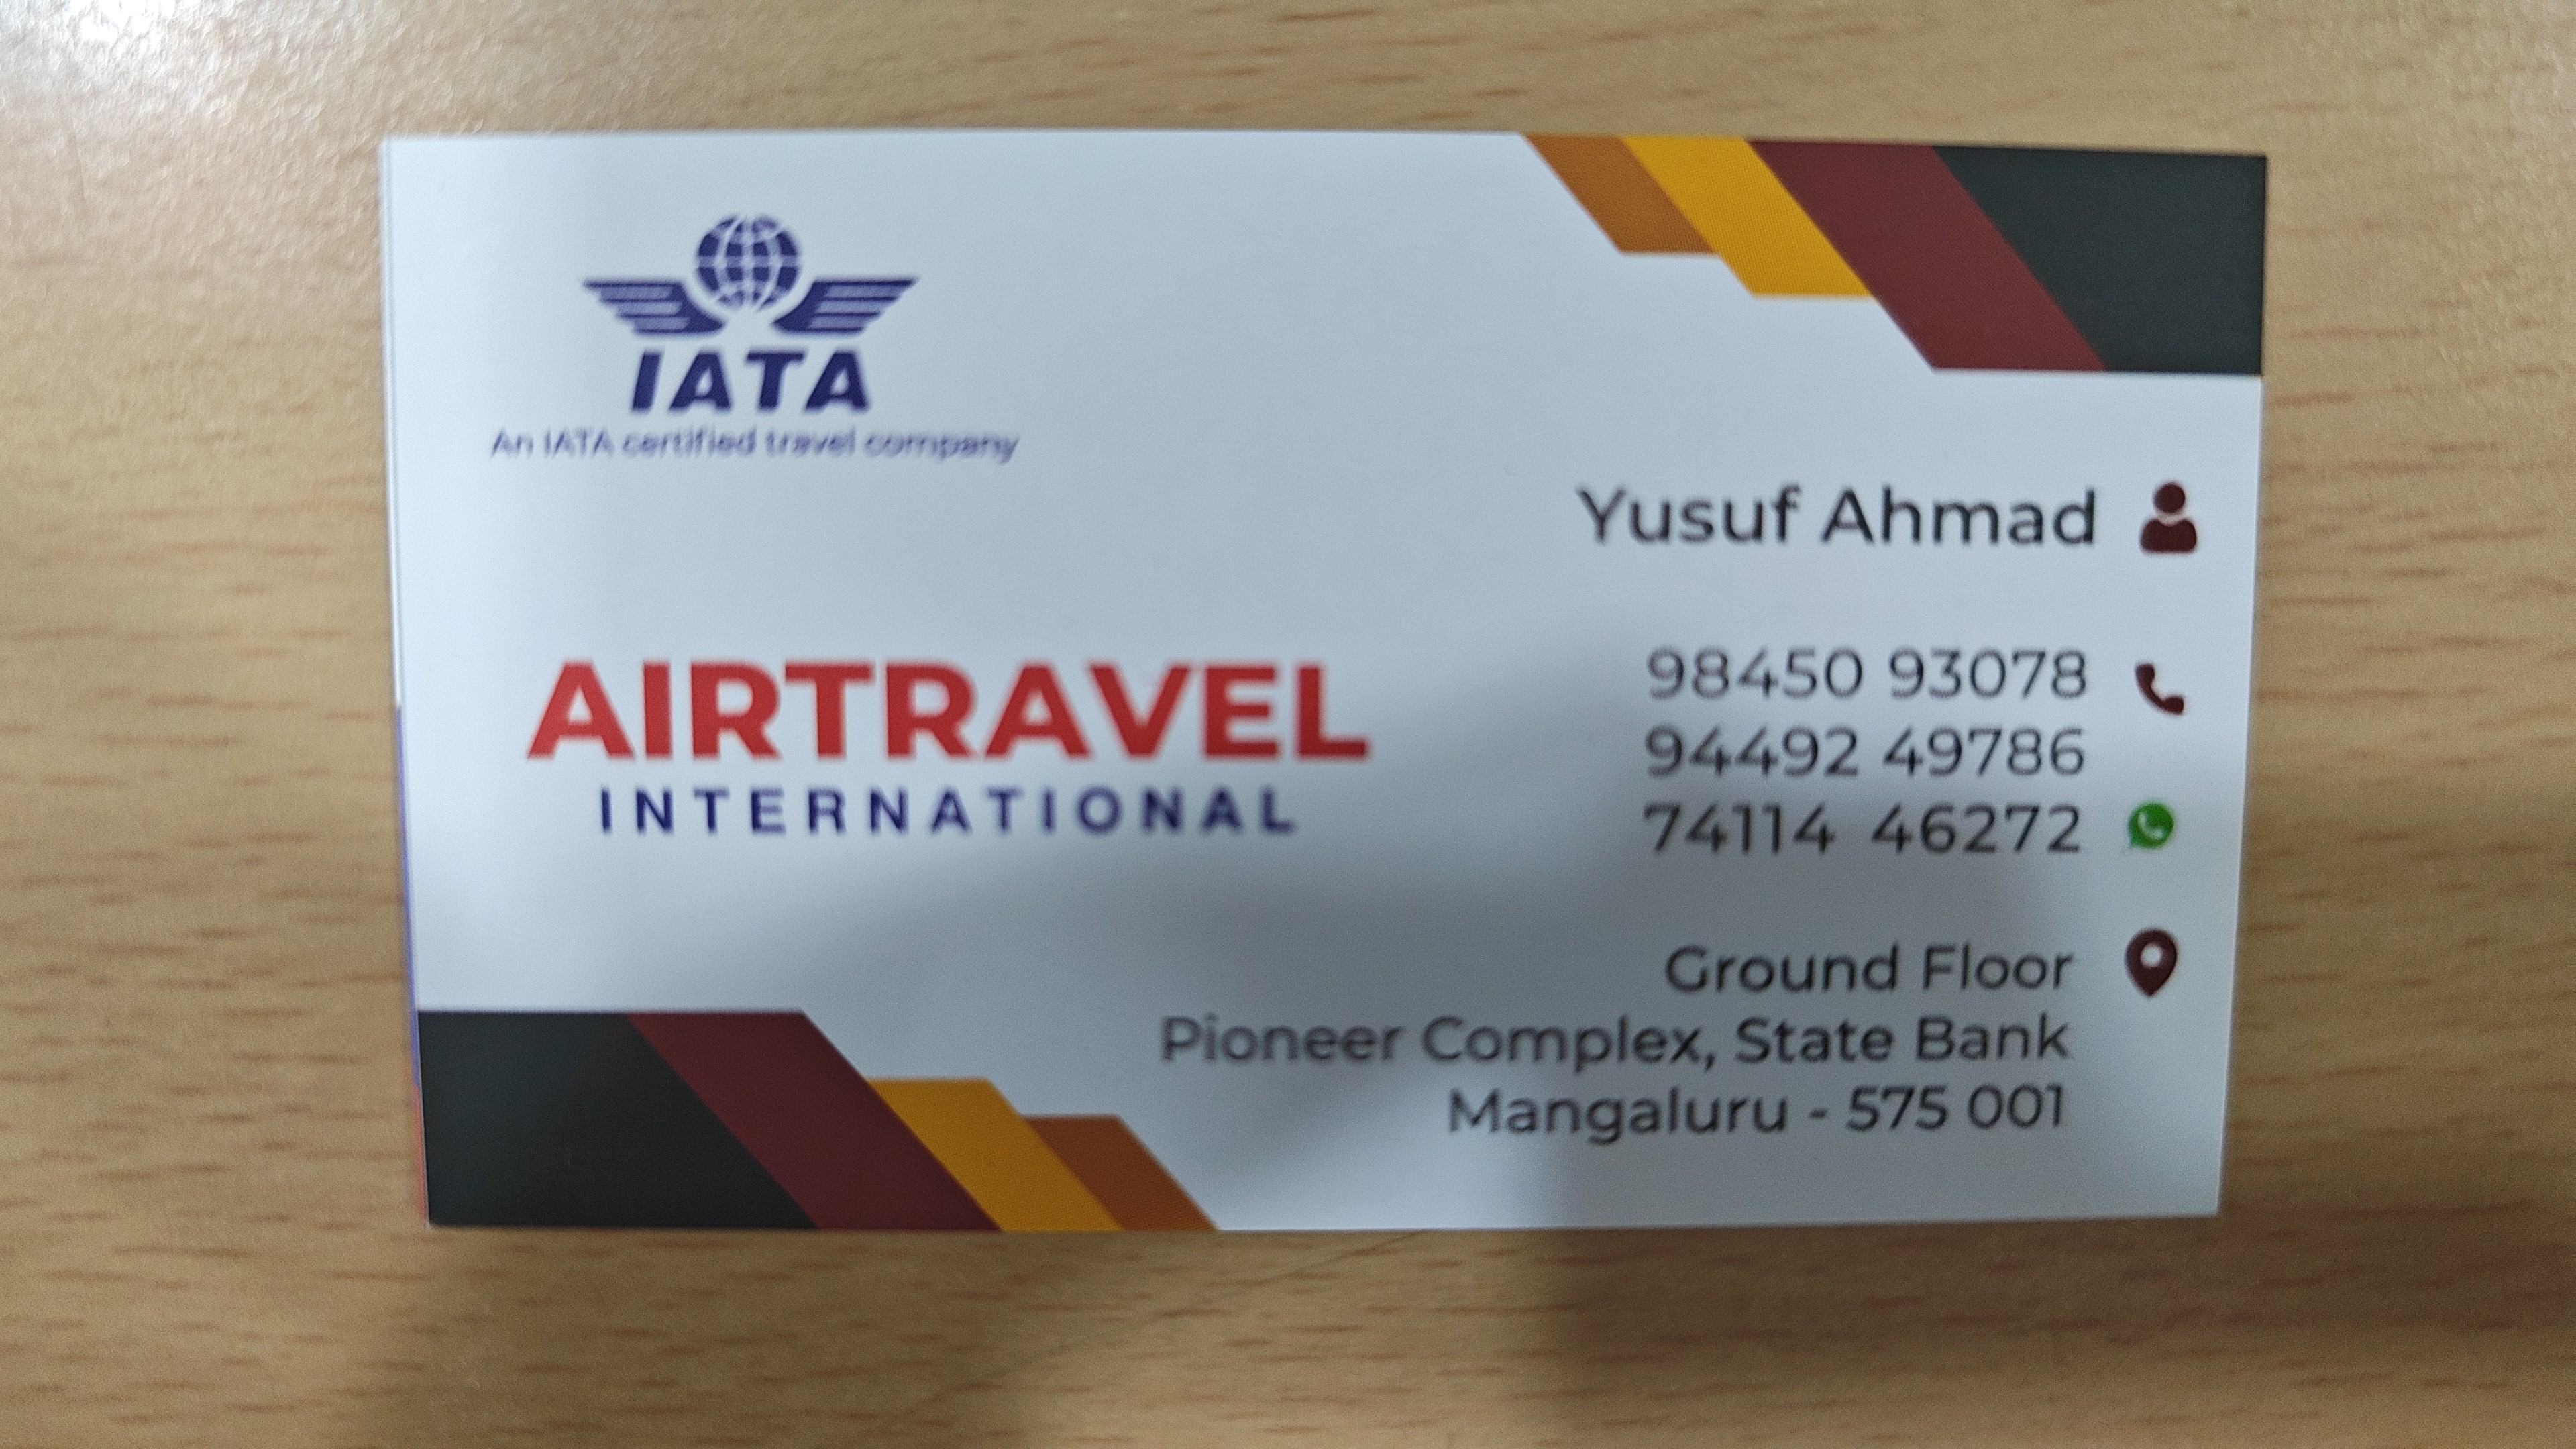 IATA
An IATA certified travel company
Yusuf Ahmad
AIRTRAVEL
INTERNATIONAL
98450 93078
94492 49786
74114 46272
Ground Floor
Pioneer Complex, State Bank
Mangaluru - 575 001